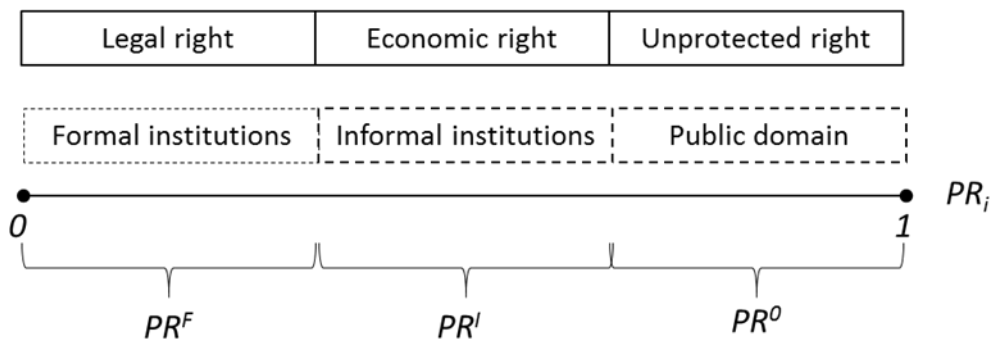 Legal right Economic right Unprotected right
Formal institutions Informal institutions Public domain
PRᵢ
0 1
PRᶠ PRᴵ PR⁰